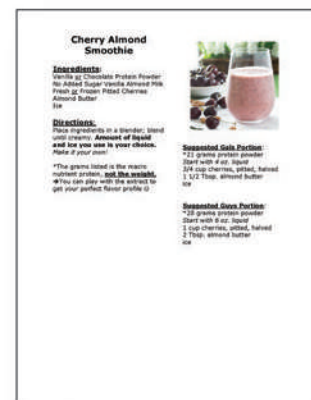 Cherry Almond
Smoothie
Ingredients:
Vanilla or Chocolate Protein Powder
No Added Sugar Vanilla Almond Milk
Fresh or Frozen Pitted Cherries
Almond Butter
Ice
Directions:
Place ingredients in a blender; blend
until creamy. Amount of liquid
and ice you use is your choice.
Make it your own!
*The grams listed is the macro
nutrient protein, not the weight.
➔You can play with the extract to
get your perfect flavor profile ☺
Suggested Gals Portion:
*21 grams protein powder
Start with 4 oz. liquid
3/4 cup cherries, pitted, halved
1 1/2 Tbsp. almond butter
ice
Suggested Guys Portion:
*28 grams protein powder
Start with 6 oz. liquid
1 cup cherries, pitted, halved
2 Tbsp. almond butter
ice